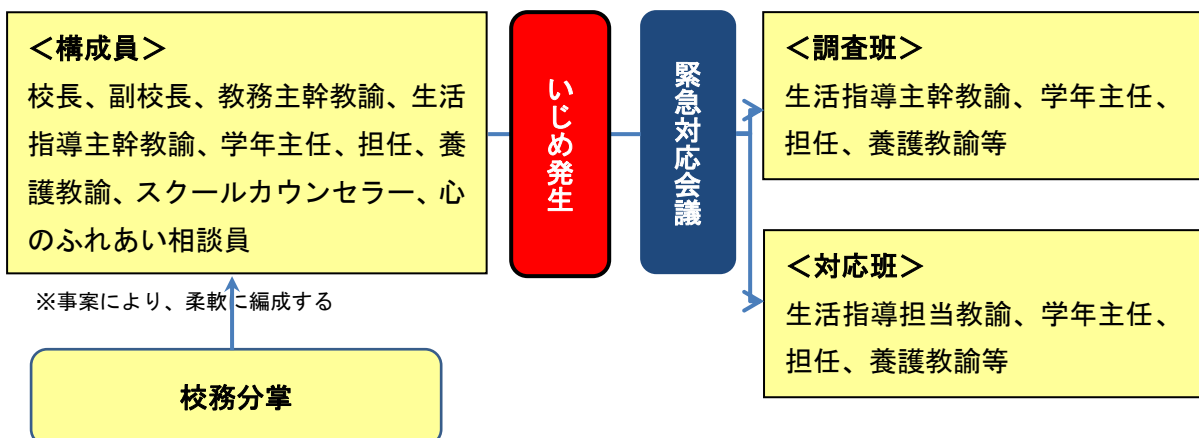 ＜構成員＞
校長、副校長、教務主幹教諭、生活
指導主幹教諭、学年主任、担任、養
護教諭、スクールカウンセラー、心
のふれあい相談員
※事案により、柔軟に編成する
校務分掌
いじめ発生
緊急対応会議
＜調査班＞
生活指導主幹教諭、学年主任、
担任、養護教諭等
＜対応班＞
生活指導担当教諭、学年主任、
担任、養護教諭等